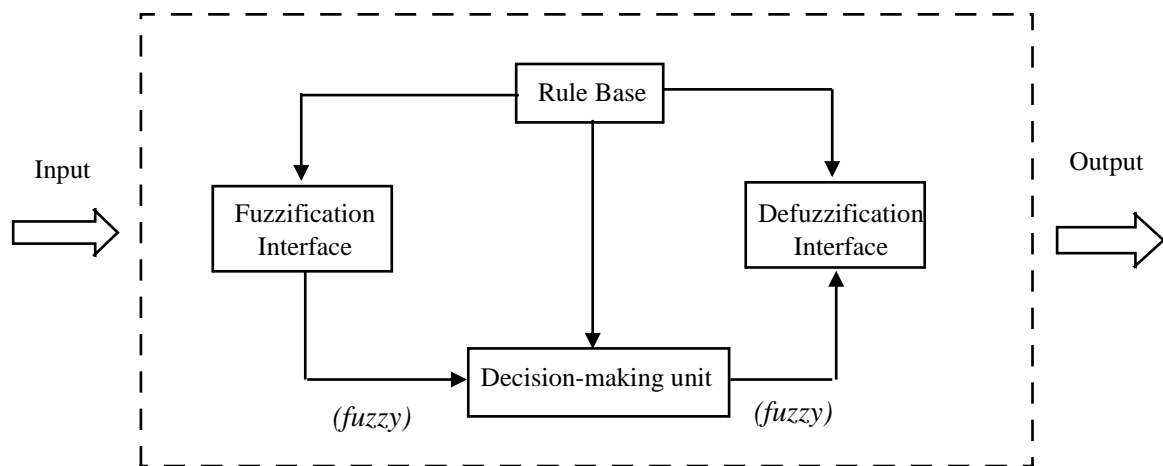 Rule Base
Input
Output
Fuzzification
Interface
Defuzzification
Interface
Decision-making unit
(fuzzy)
(fuzzy)